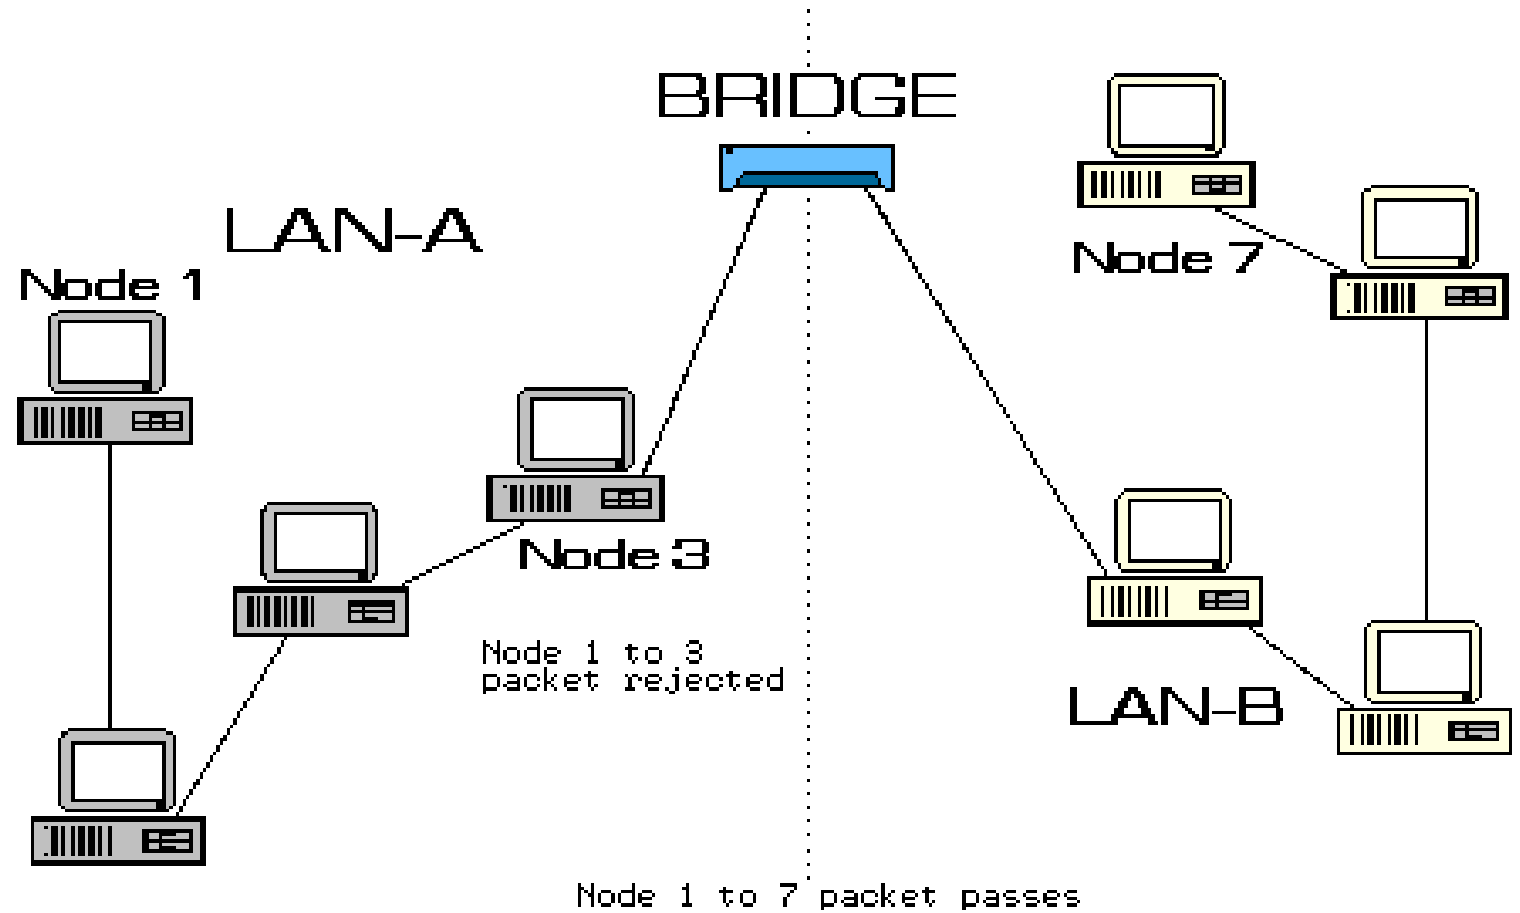 BRIDGE
LAN-A
Node 1
Node 7
Node 3
Node 1 to 3
packet rejected
LAN-B
Node 1 to 7 packet passes